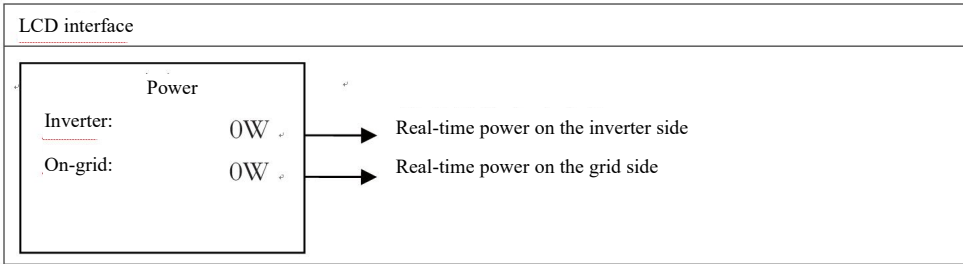 LCD interface
Power
Inverter: 0W
Real-time power on the inverter side
On-grid: 0W
Real-time power on the grid side